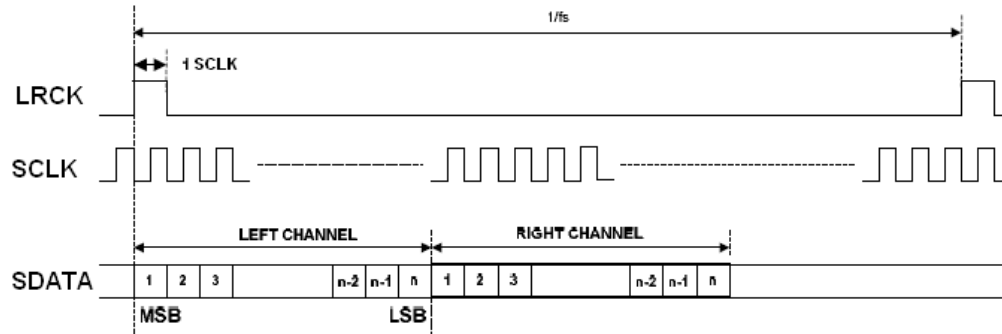 1/fs
1 SCLK
LRCK
SCLK
LEFT CHANNEL
RIGHT CHANNEL
SDATA
1 2 3 n-2 n-1 n 1 2 3 n-2 n-1 n
MSB LSB